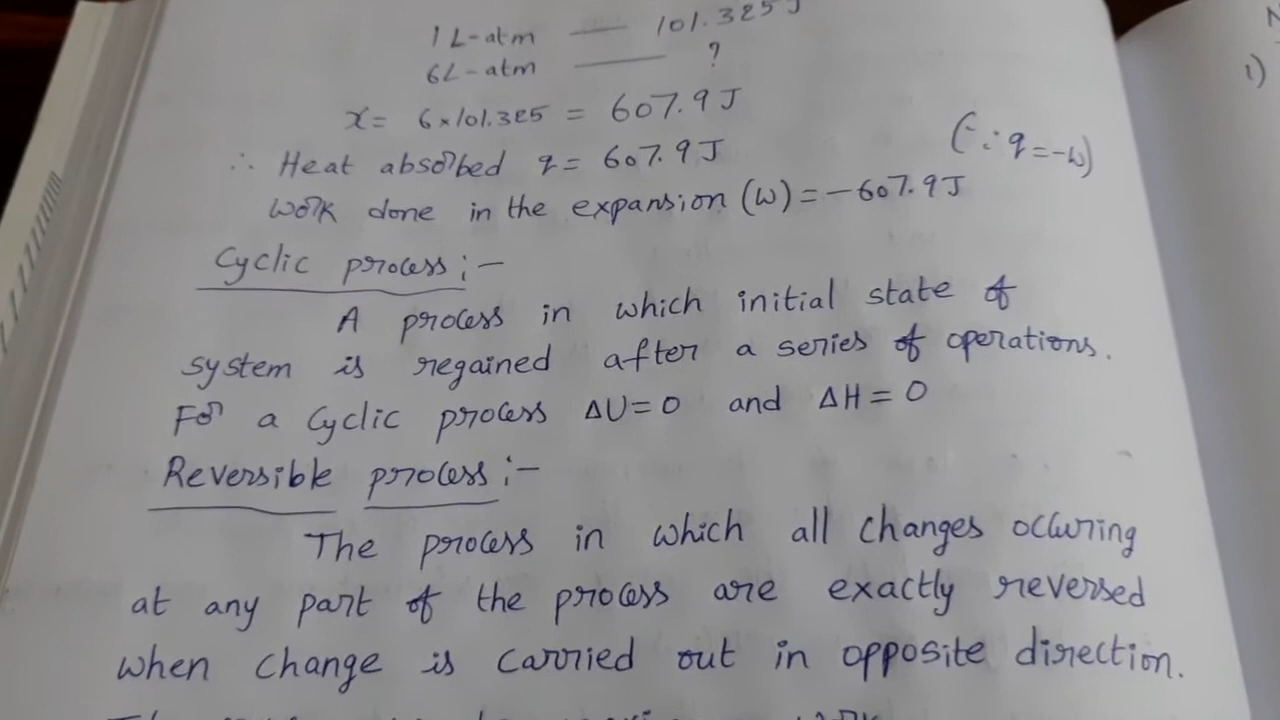 1 L-atm — 101.325 J
6L-atm — ?
x = 6×101.325 = 607.9 J
∴ Heat absorbed q = 607.9 J (∵ q = -w)
work done in the expansion (w) = -607.9 J
Cyclic process :-
A process in which initial state of
system is regained after a series of operations.
For a cyclic process ΔU = 0 and ΔH = 0
Reversible process :-
The process in which all changes occuring
at any part of the process are exactly reversed
when change is carried out in opposite direction.
1)